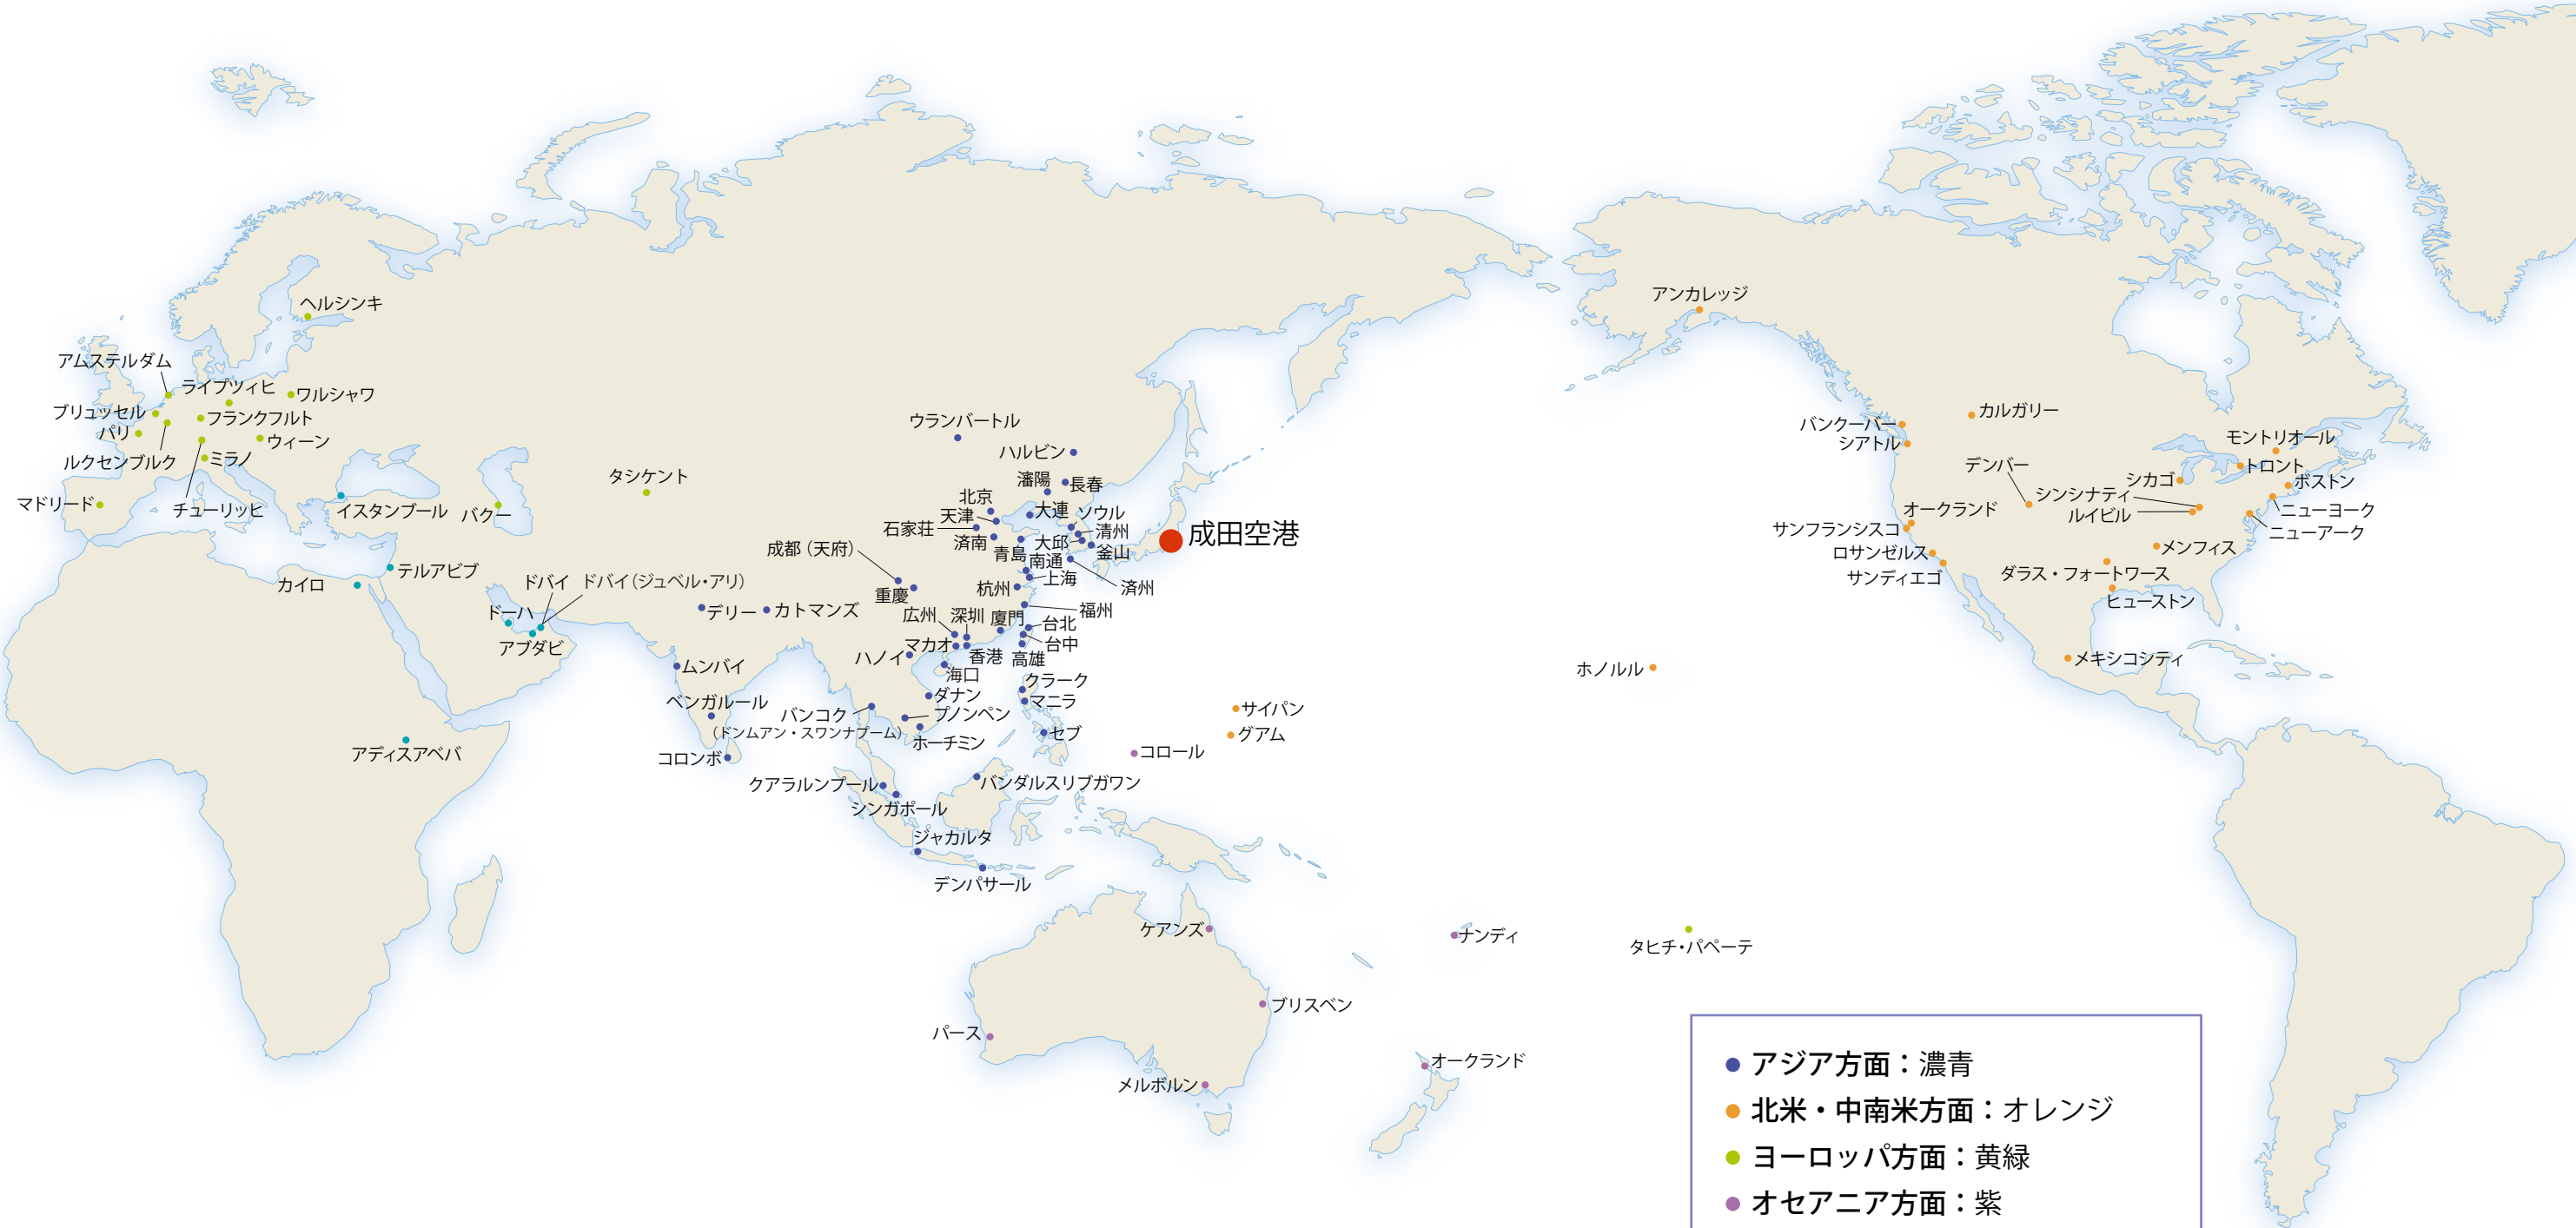 ヘルシンキ
アムステルダム
ライプツィヒ
ワルシャワ
ブリュッセル
フランクフルト
パリ
ウィーン
ルクセンブルク
ミラノ
マドリード
チューリッヒ
イスタンブール
バクー
タシケント
カイロ
テルアビブ
ドバイ
ドバイ(ジュベル・アリ)
ドーハ
アブダビ
アディスアベバ
ウランバートル
ハルビン
瀋陽
長春
北京
天津
大連
ソウル
石家荘
清州
済南
青島
大邱
釜山
成田空港
成都(天府)
南通
上海
済州
重慶
杭州
デリー
カトマンズ
広州
深圳
廈門
福州
台北
台中
マカオ
香港
高雄
ハノイ
海口
ムンバイ
クラーク
ダナン
マニラ
ベンガルール
バンコク
(ドンムアン・スワンナプーム)
プノンペン
ホーチミン
セブ
コロンボ
クアラルンプール
シンガポール
バンダルスリブガワン
ジャカルタ
デンパサール
サイパン
グアム
コロール
ホノルル
アンカレッジ
カルガリー
バンクーバー
シアトル
モントリオール
デンバー
トロント
シカゴ
ボストン
シンシナティ
ルイビル
ニューヨーク
ニューアーク
オークランド
サンフランシスコ
ロサンゼルス
サンディエゴ
メンフィス
ダラス・フォートワース
ヒューストン
メキシコシティ
ケアンズ
ナンディ
タヒチ・パペーテ
ブリスベン
パース
オークランド
メルボルン
アジア方面：濃青
北米・中南米方面：オレンジ
ヨーロッパ方面：黄緑
オセアニア方面：紫